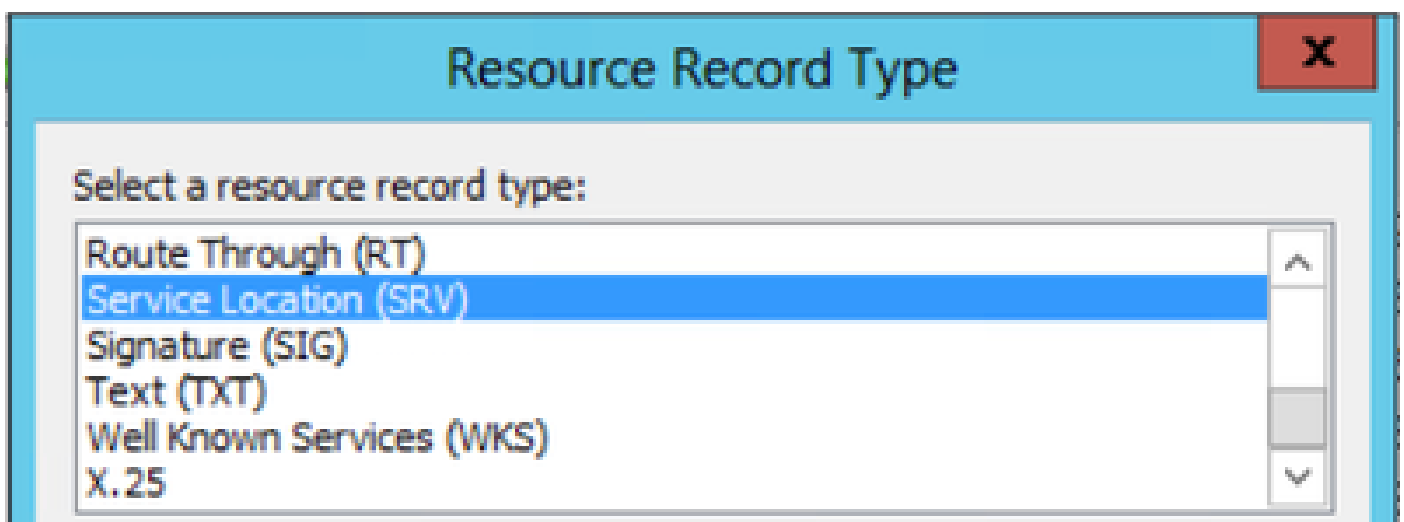 Resource Record Type
x
Select a resource record type:
Route Through (RT)
Service Location (SRV)
Signature (SIG)
Text (TXT)
Well Known Services (WKS)
X.25